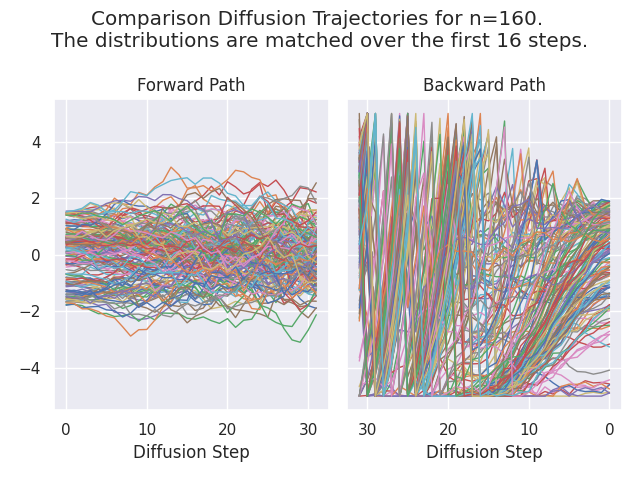 Comparison Diffusion Trajectories for n=160.
The distributions are matched over the first 16 steps.
Forward Path
Backward Path
4
2
0
−2
−4
0 10 20 30
30 20 10 0
Diffusion Step
Diffusion Step